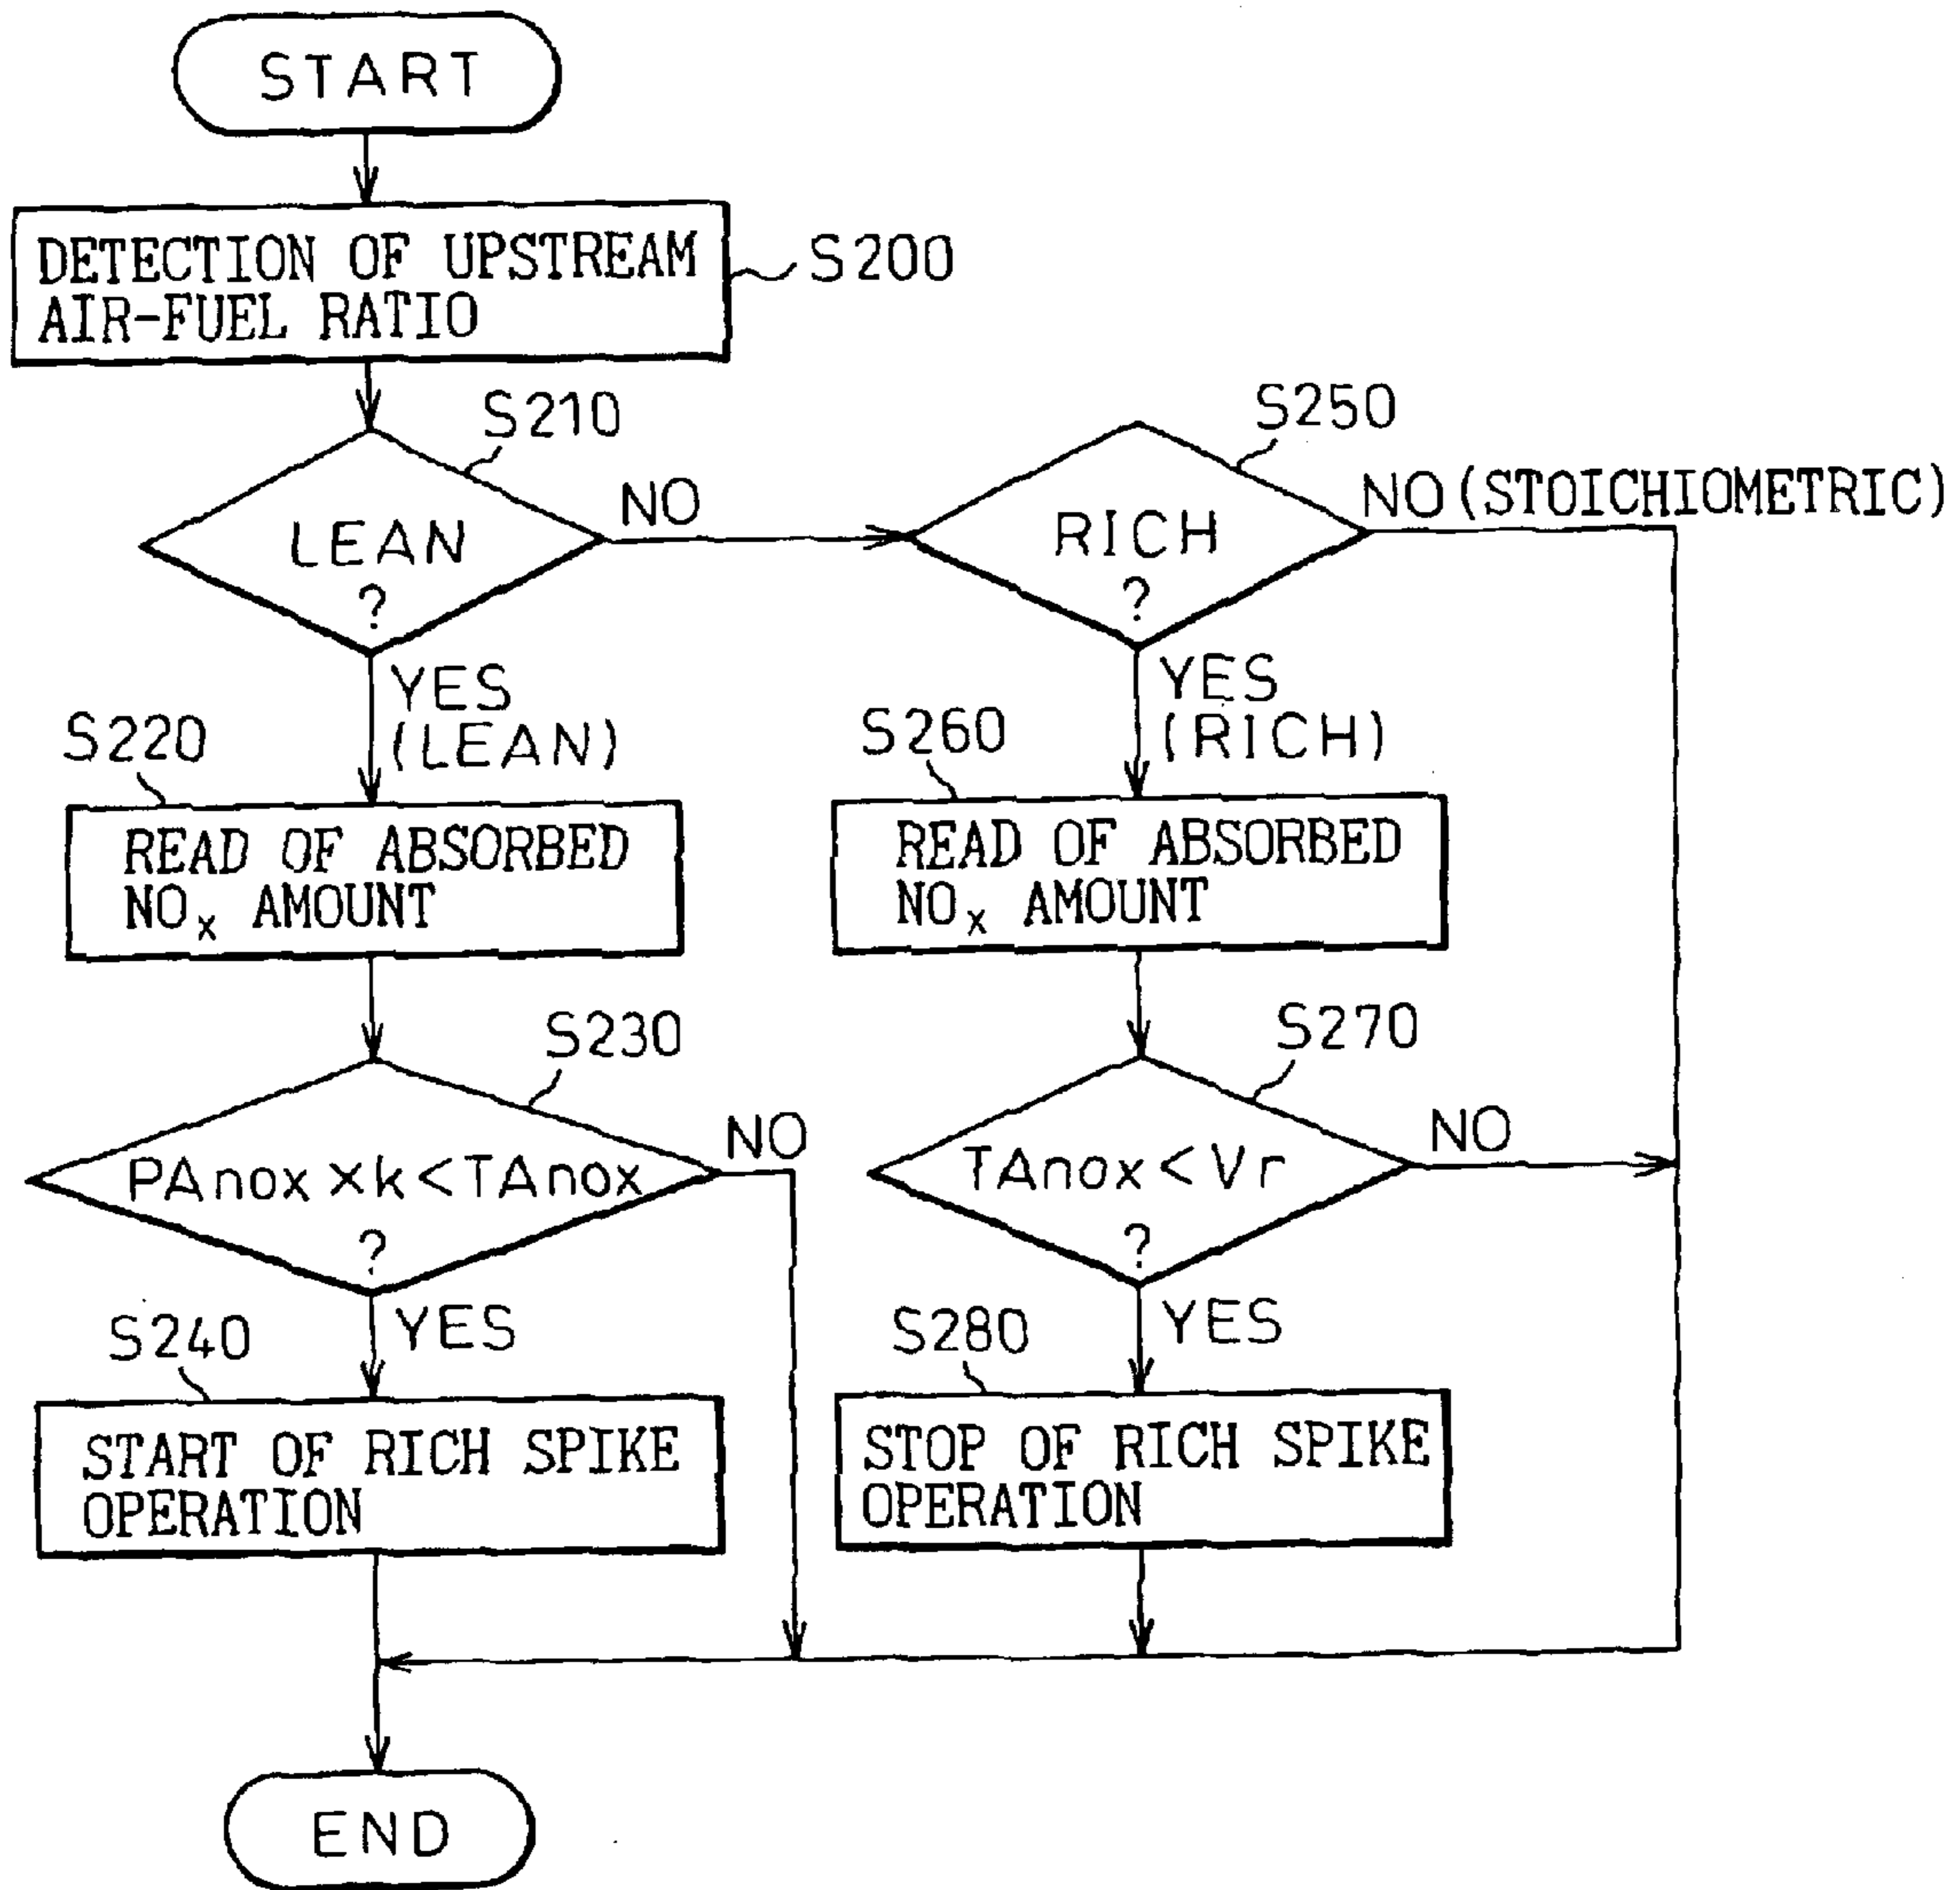 START
DETECTION OF UPSTREAM
AIR-FUEL RATIO
S200
S210
LEAN
?
NO
S250
RICH
?
NO (STOICHIOMETRIC)
YES
(LEAN)
YES
(RICH)
S220
READ OF ABSORBED
NOx AMOUNT
S260
READ OF ABSORBED
NOx AMOUNT
S230
PAnox×k<TAnox
?
NO
S270
TAnox<Vr
?
NO
YES
YES
S240
START OF RICH SPIKE
OPERATION
S280
STOP OF RICH SPIKE
OPERATION
END